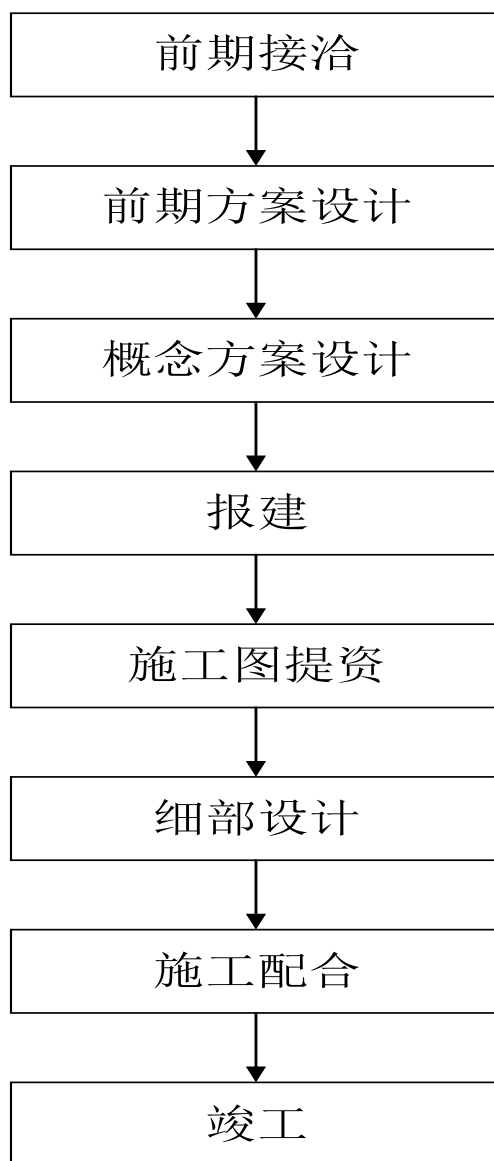 前期接洽
前期方案设计
概念方案设计
报建
施工图提资
细部设计
施工配合
竣工